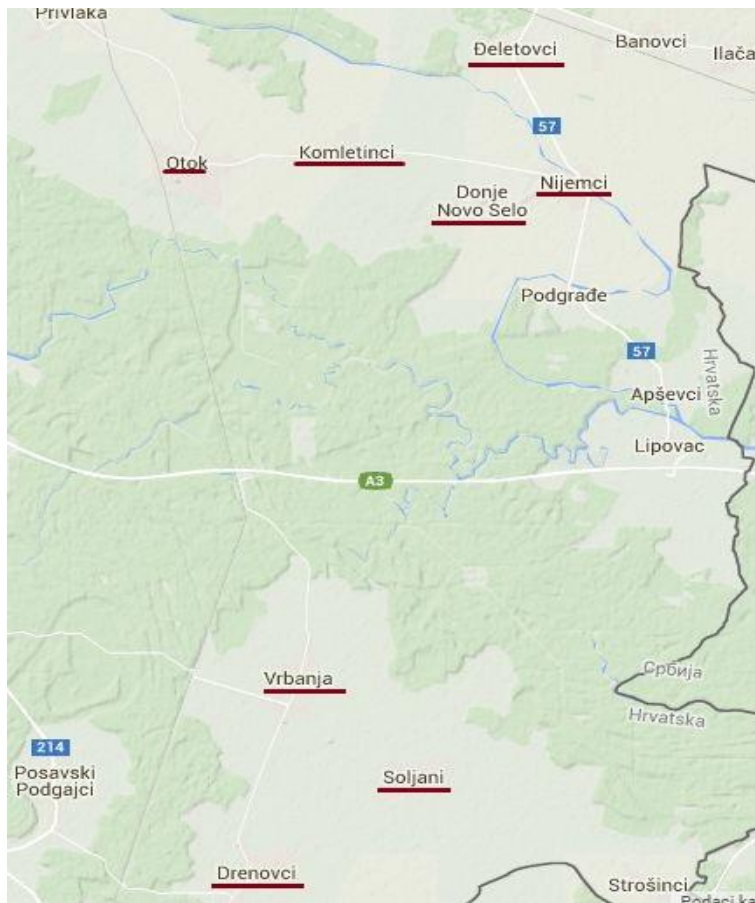 Privlaka
Đeletovci
Banovci
Ilača
57
Otok
Komletinci
Donje
Novo Selo
Nijemci
Podgrađe
57
Hrvatska
Apševci
Lipovac
A3
Vrbanja
Србија
Hrvatska
214
Posavski
Podgajci
Soljani
Drenovci
Strošinci